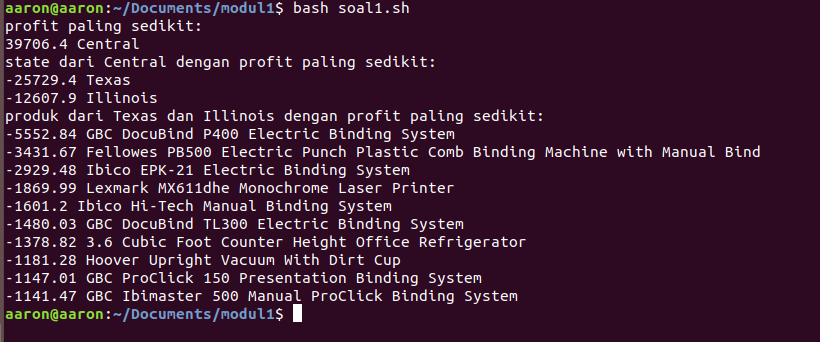 aaron@aaron:~/Documents/modul1$ bash soal1.sh
profit paling sedikit:
39706.4 Central
state dari Central dengan profit paling sedikit:
-25729.4 Texas
-12607.9 Illinois
produk dari Texas dan Illinois dengan profit paling sedikit:
-5552.84 GBC DocuBind P400 Electric Binding System
-3431.67 Fellowes PB500 Electric Punch Plastic Comb Binding Machine with Manual Bind
-2929.48 Ibico EPK-21 Electric Binding System
-1869.99 Lexmark MX611dhe Monochrome Laser Printer
-1601.2 Ibico Hi-Tech Manual Binding System
-1480.03 GBC DocuBind TL300 Electric Binding System
-1378.82 3.6 Cubic Foot Counter Height Office Refrigerator
-1181.28 Hoover Upright Vacuum With Dirt Cup
-1147.01 GBC ProClick 150 Presentation Binding System
-1141.47 GBC Ibimaster 500 Manual ProClick Binding System
aaron@aaron:~/Documents/modul1$